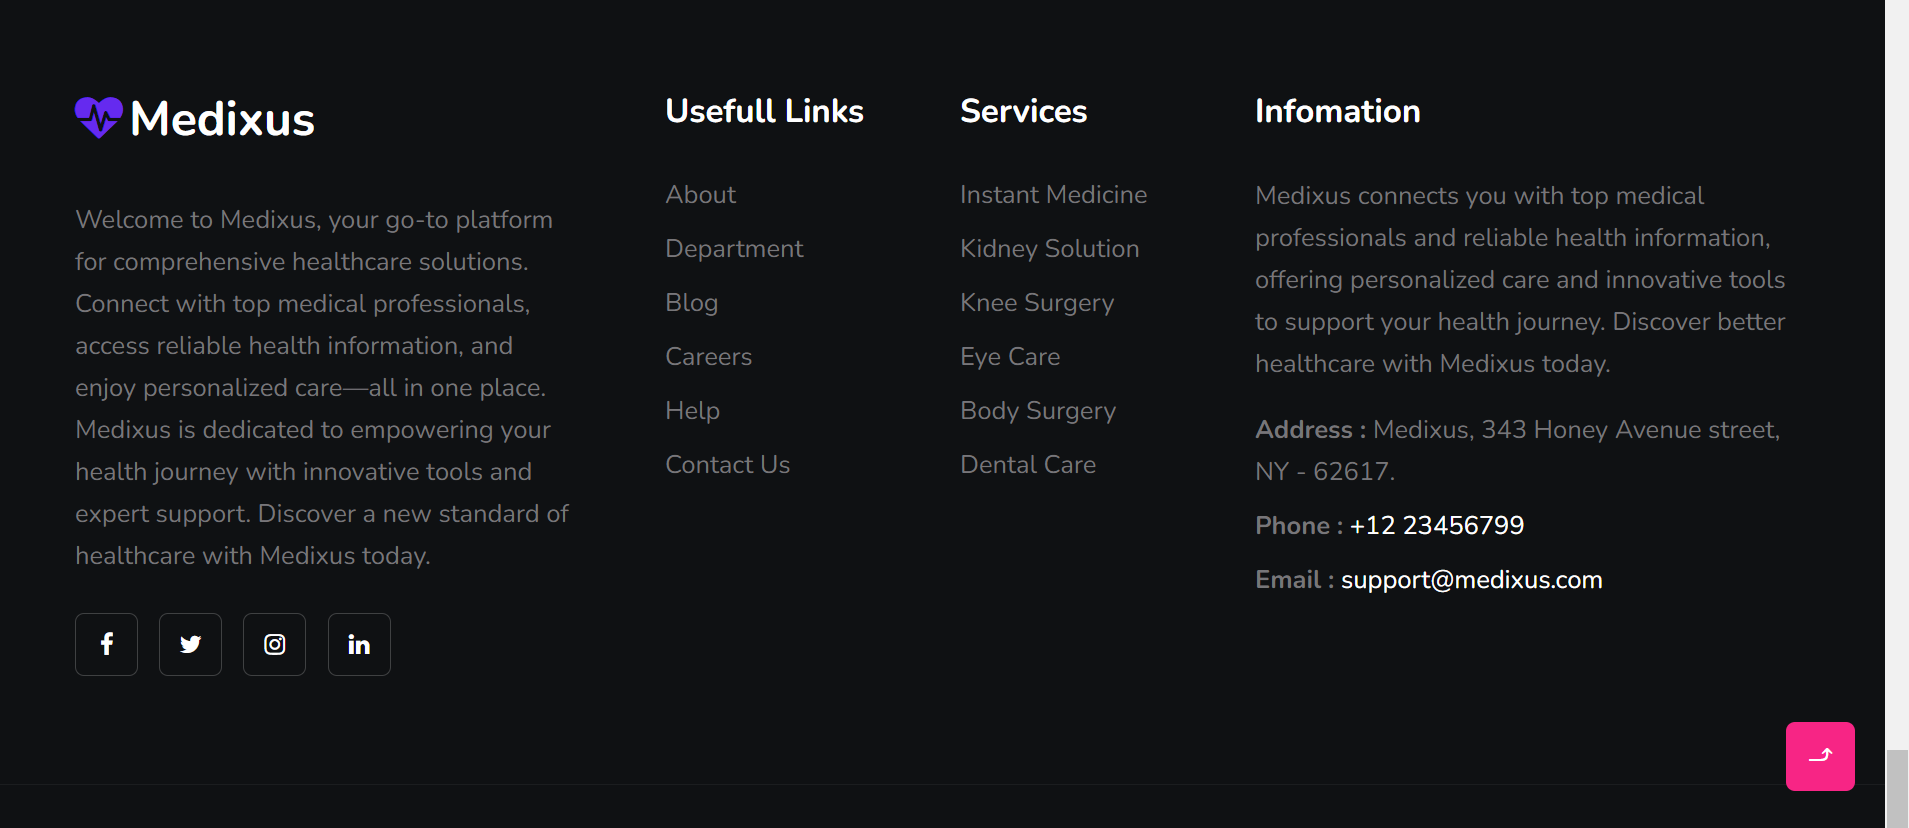 Medixus
Welcome to Medixus, your go-to platform
for comprehensive healthcare solutions.
Connect with top medical professionals,
access reliable health information, and
enjoy personalized care—all in one place.
Medixus is dedicated to empowering your
health journey with innovative tools and
expert support. Discover a new standard of
healthcare with Medixus today.
Usefull Links
About
Department
Blog
Careers
Help
Contact Us
Services
Instant Medicine
Kidney Solution
Knee Surgery
Eye Care
Body Surgery
Dental Care
Infomation
Medixus connects you with top medical
professionals and reliable health information,
offering personalized care and innovative tools
to support your health journey. Discover better
healthcare with Medixus today.
Address : Medixus, 343 Honey Avenue street,
NY - 62617.
Phone : +12 23456799
Email : support@medixus.com